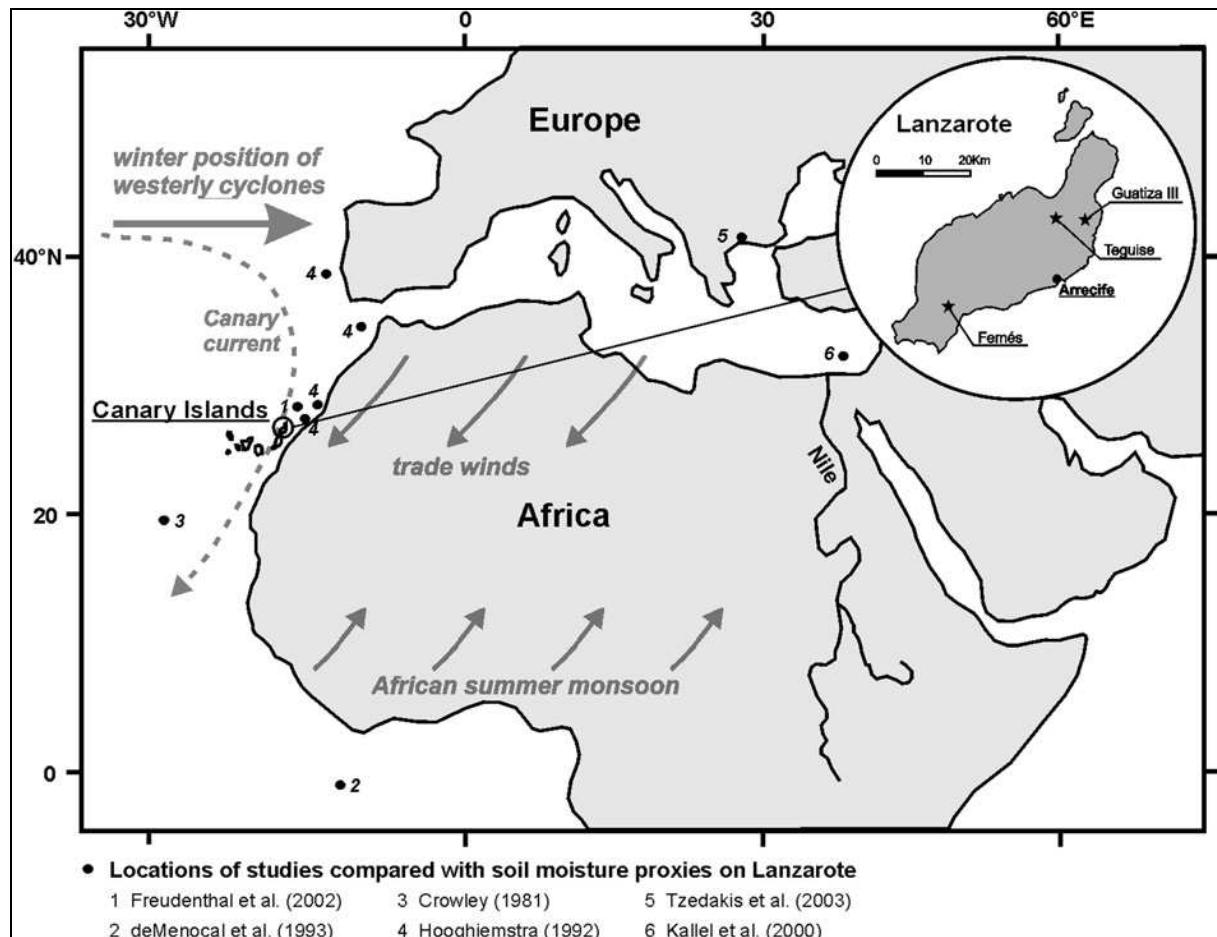 30°W 0 30 60°E
Europe
winter position of
westerly cyclones
Lanzarote
0 10 20Km
Guatiza III
Teguise
Arrecife
Femés
40°N
5
4
Canary
current
4
6
1 4
Canary Islands
4
trade winds
Nile
Africa
20
3
African summer monsoon
0
2
Locations of studies compared with soil moisture proxies on Lanzarote
1 Freudenthal et al. (2002) 3 Crowley (1981) 5 Tzedakis et al. (2003)
2 deMenocal et al. (1993) 4 Hooghiemstra (1992) 6 Kallel et al. (2000)